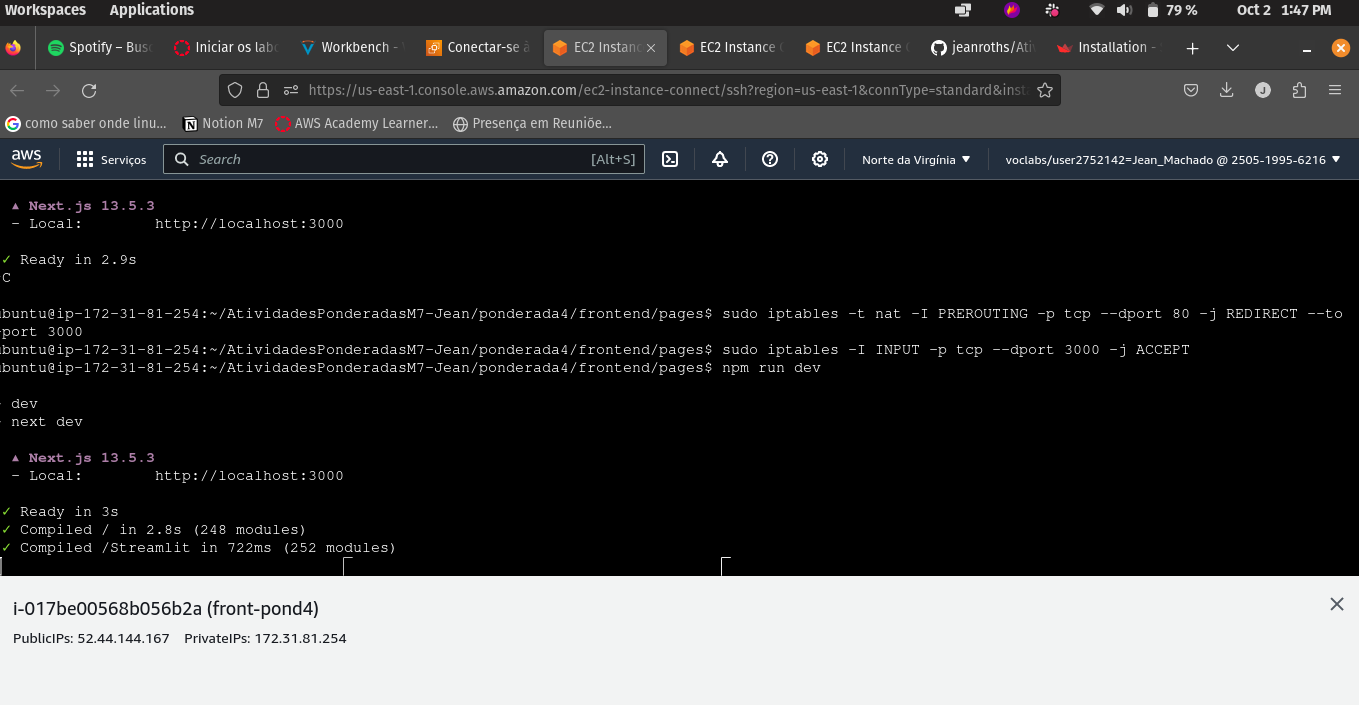 Workspaces Applications 79 % Oct 2 1:47 PM
Spotify – Bus Iniciar os lab Workbench - Conectar-se à EC2 Instanc EC2 Instance EC2 Instance jeanroths/Ati Installation -
https://us-east-1.console.aws.amazon.com/ec2-instance-connect/ssh?region=us-east-1&connType=standard&inst
como saber onde linu... Notion M7 AWS Academy Learner... Presença em Reuniõe...
aws Serviços Search [Alt+S] Norte da Virgínia voclabs/user2752142=Jean_Machado @ 2505-1995-6216
▲ Next.js 13.5.3
- Local: http://localhost:3000
✓ Ready in 2.9s
C
ubuntu@ip-172-31-81-254:~/AtividadesPonderadasM7-Jean/ponderada4/frontend/pages$ sudo iptables -t nat -I PREROUTING -p tcp --dport 80 -j REDIRECT --to
port 3000
ubuntu@ip-172-31-81-254:~/AtividadesPonderadasM7-Jean/ponderada4/frontend/pages$ sudo iptables -I INPUT -p tcp --dport 3000 -j ACCEPT
ubuntu@ip-172-31-81-254:~/AtividadesPonderadasM7-Jean/ponderada4/frontend/pages$ npm run dev
dev
next dev
▲ Next.js 13.5.3
- Local: http://localhost:3000
✓ Ready in 3s
✓ Compiled / in 2.8s (248 modules)
✓ Compiled /Streamlit in 722ms (252 modules)
i-017be00568b056b2a (front-pond4)
PublicIPs: 52.44.144.167 PrivateIPs: 172.31.81.254